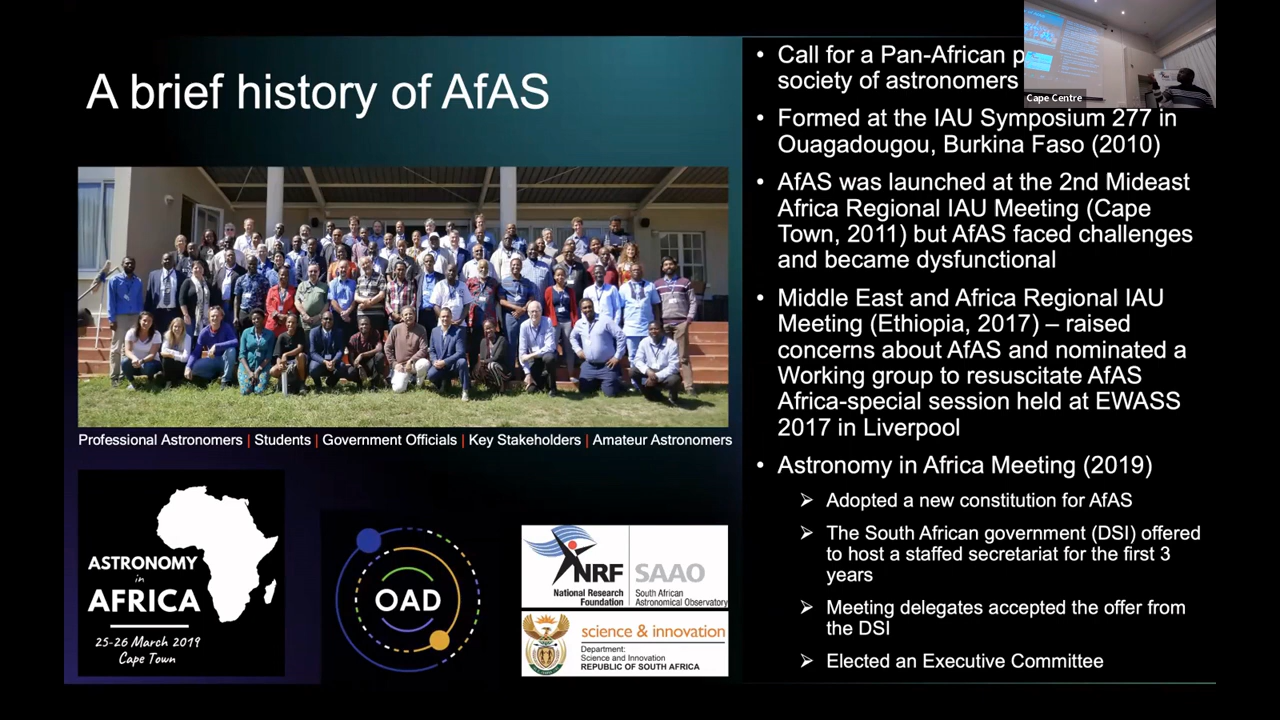 A brief history of AfAS
Professional Astronomers | Students | Government Officials | Key Stakeholders | Amateur Astronomers
ASTRONOMY
in
AFRICA
25-26 March 2019
Cape Town
OAD
NRF
National Research
Foundation
SAAO
South African
Astronomical Observatory
science & innovation
Department:
Science and Innovation
REPUBLIC OF SOUTH AFRICA
• Call for a Pan-African
society of astronomers
• Formed at the IAU Symposium 277 in
Ouagadougou, Burkina Faso (2010)
• AfAS was launched at the 2nd Mideast
Africa Regional IAU Meeting (Cape
Town, 2011) but AfAS faced challenges
and became dysfunctional
• Middle East and Africa Regional IAU
Meeting (Ethiopia, 2017) – raised
concerns about AfAS and nominated a
Working group to resuscitate AfAS
Africa-special session held at EWASS
2017 in Liverpool
• Astronomy in Africa Meeting (2019)
➢ Adopted a new constitution for AfAS
➢ The South African government (DSI) offered
to host a staffed secretariat for the first 3
years
➢ Meeting delegates accepted the offer from
the DSI
➢ Elected an Executive Committee
Cape Centre